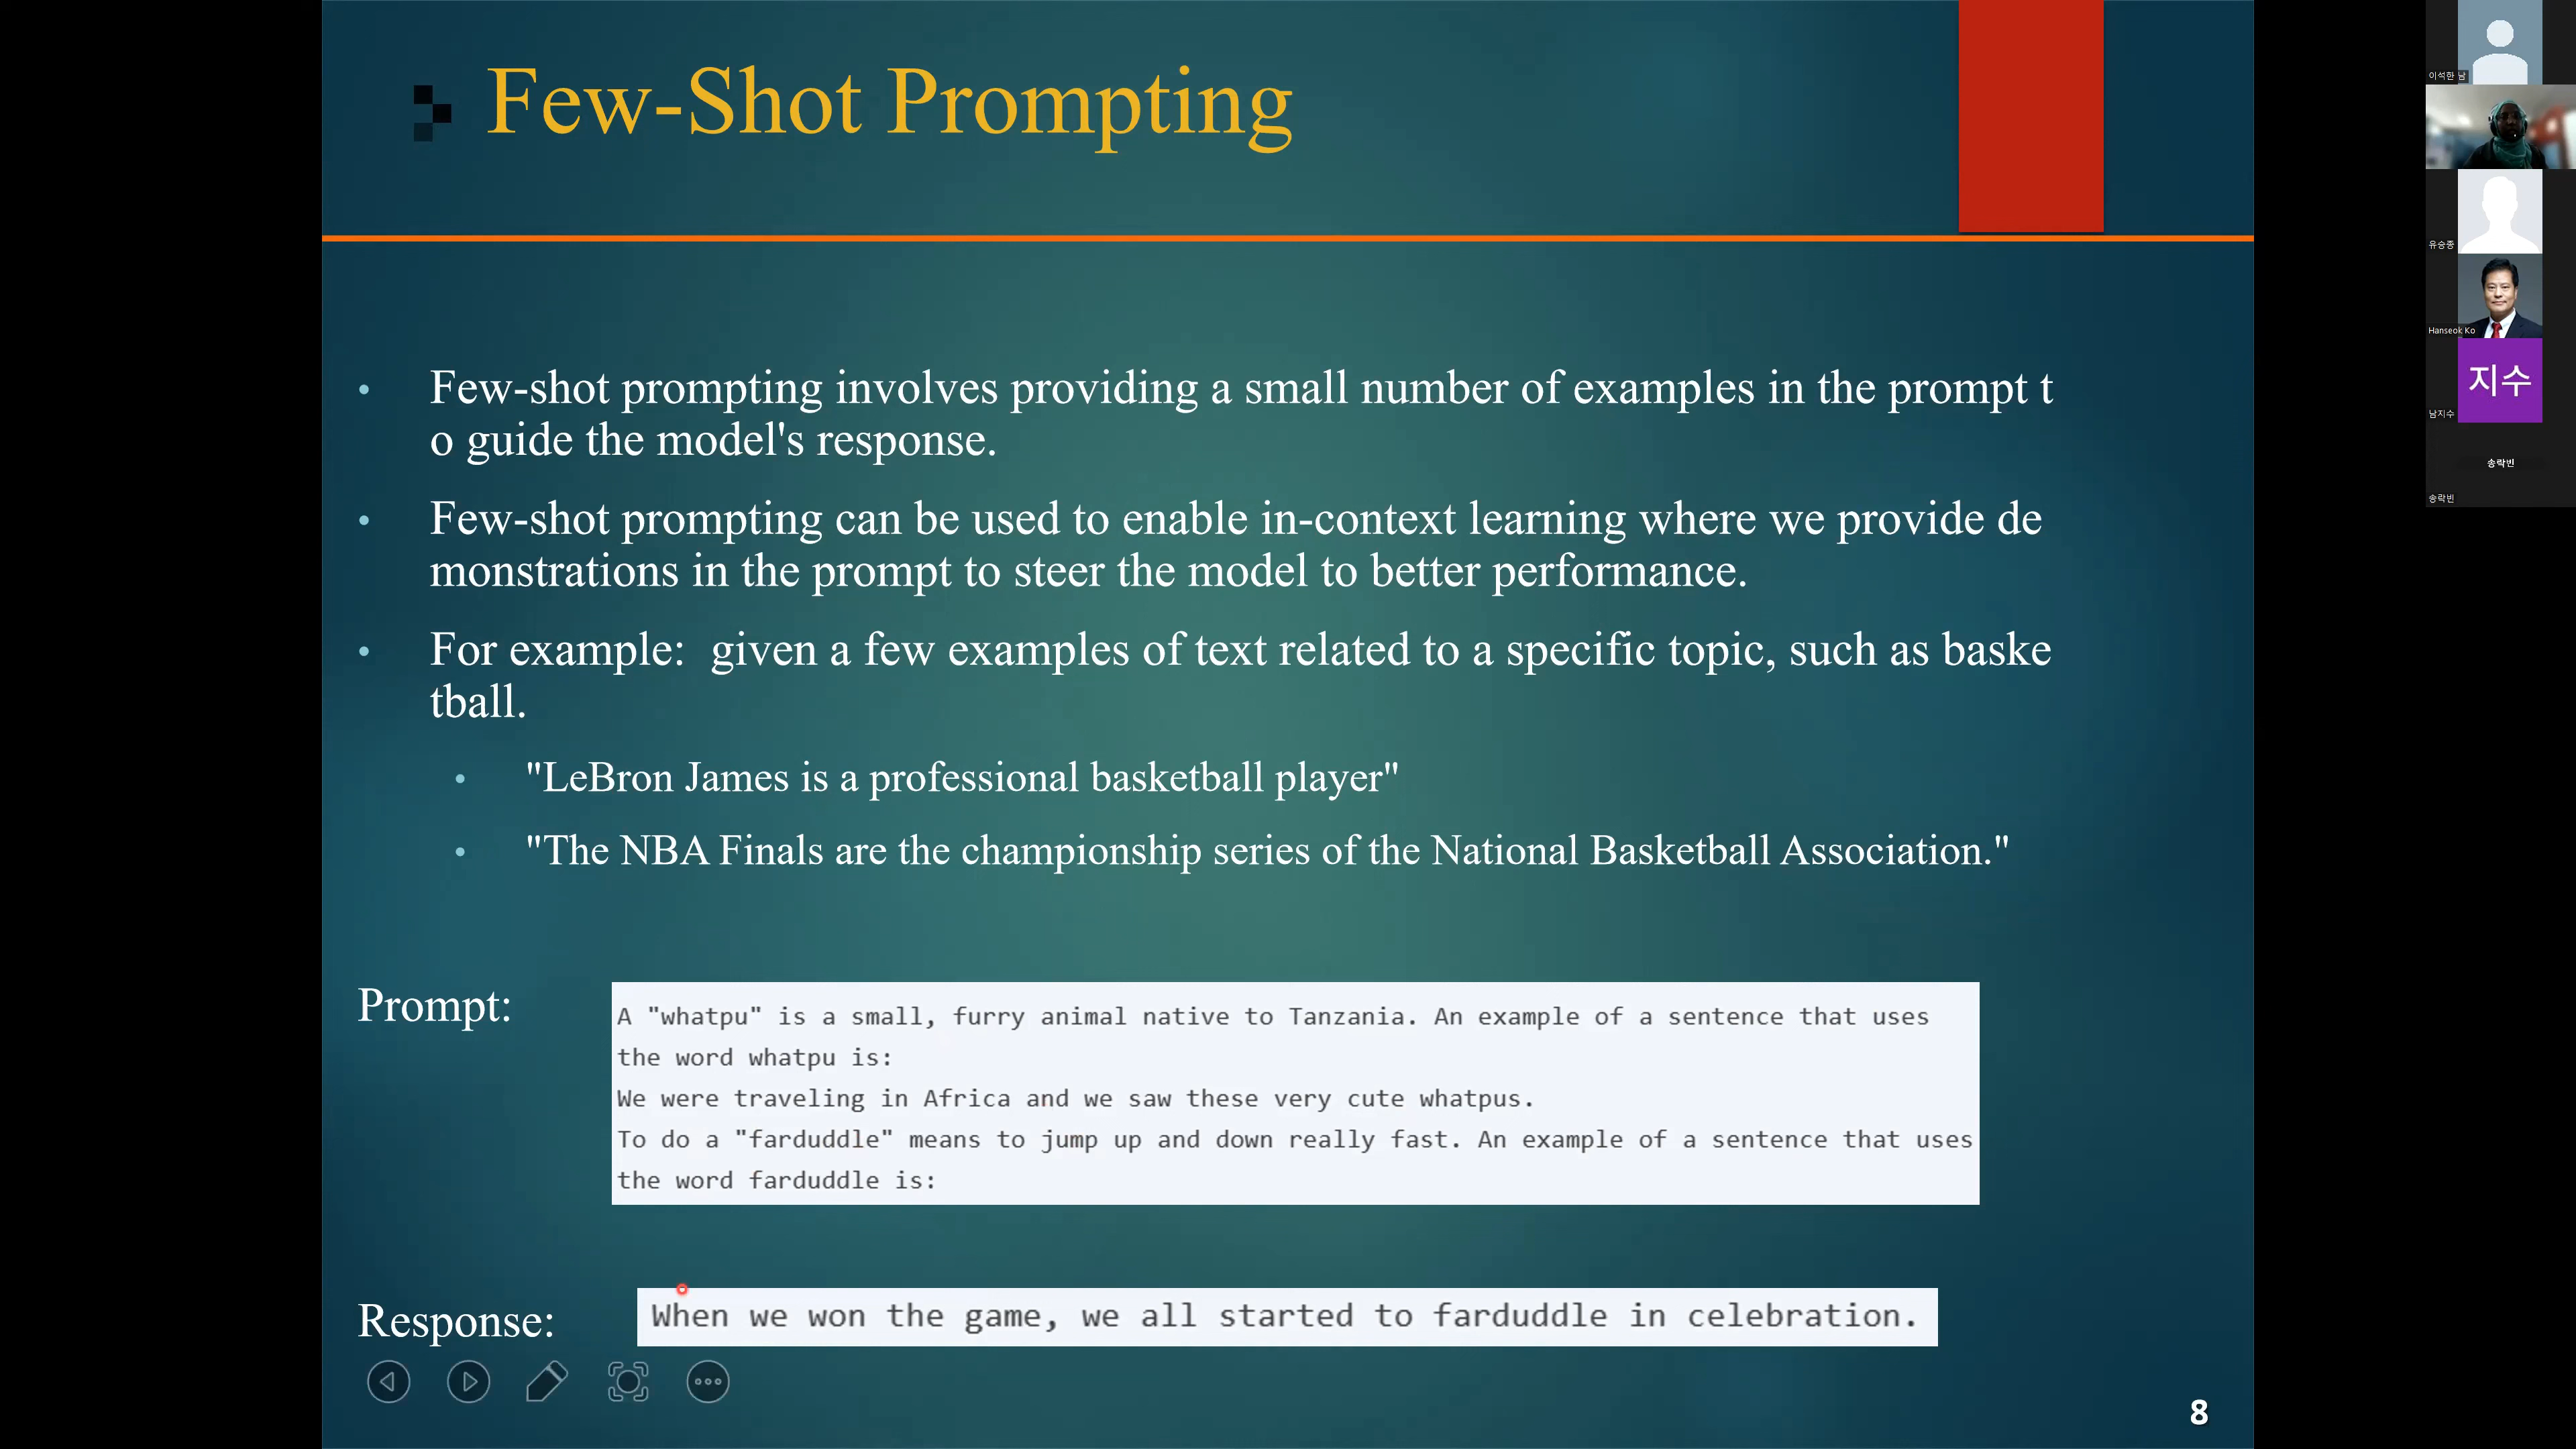 Few-Shot Prompting
Few-shot prompting involves providing a small number of examples in the prompt t
o guide the model's response.
Few-shot prompting can be used to enable in-context learning where we provide de
monstrations in the prompt to steer the model to better performance.
For example:  given a few examples of text related to a specific topic, such as baske
tball.
"LeBron James is a professional basketball player"
"The NBA Finals are the championship series of the National Basketball Association."
Prompt:
A "whatpu" is a small, furry animal native to Tanzania. An example of a sentence that uses
the word whatpu is:
We were traveling in Africa and we saw these very cute whatpus.
To do a "farduddle" means to jump up and down really fast. An example of a sentence that uses
the word farduddle is:
Response:
When we won the game, we all started to farduddle in celebration.
8
이석한 남
유승종
Hanseok Ko
지수
남지수
송락빈
송락빈